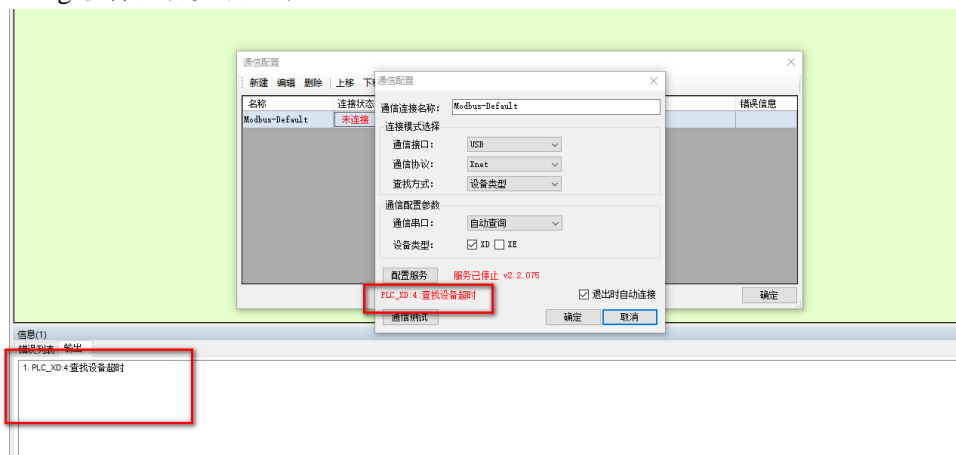 通信配置
新建 编辑 删除 上移
名称 连接状态 错误信息
Modbus-Default 未连接
确定
通信配置
通信连接名称: Modbus-Default
连接模式选择
通信接口: USB
通信协议: Xnet
查找方式: 设备类型
通信配置参数
通信串口: 自动查询
设备类型: XD XE
配置服务 服务已停止 v2.2.075
PLC_XD:4:查找设备超时 退出时自动连接
通信测试 确定 取消
信息(1)
错误列表 输出
1. PLC_XD:4:查找设备超时